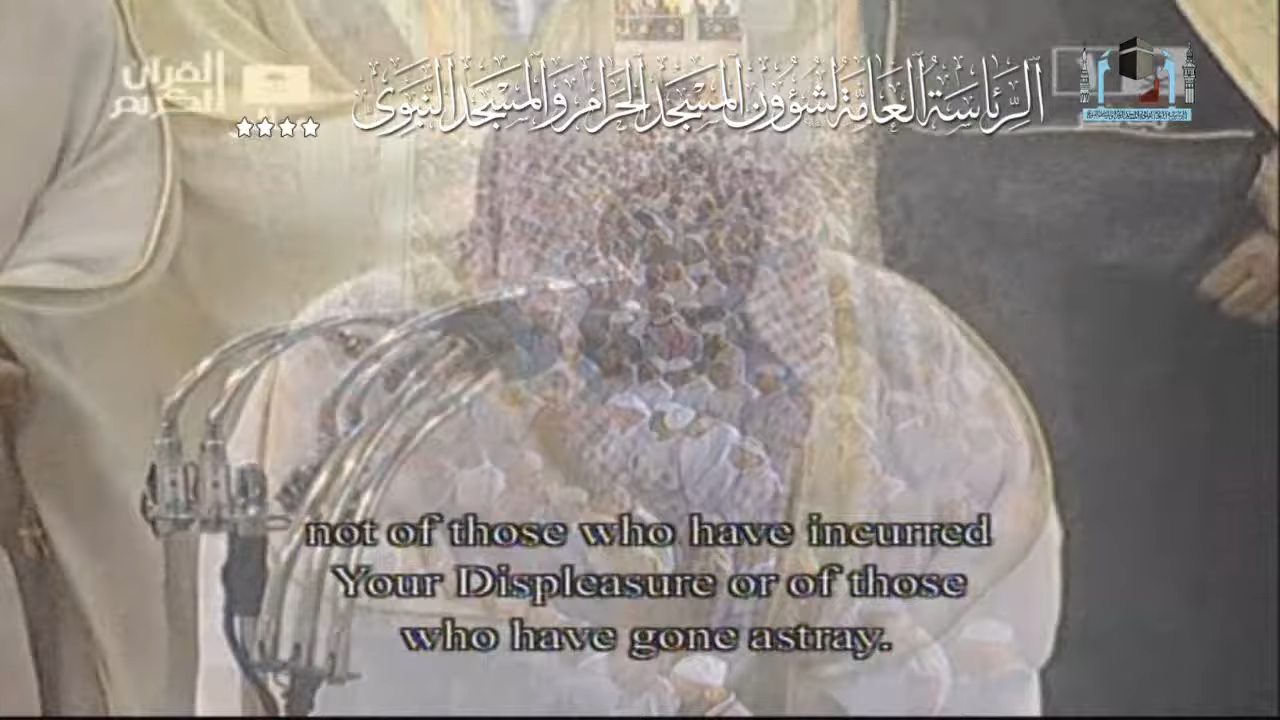 القرآن
الكريم
الرئاسة العامة لشؤون المسجد الحرام والمسجد النبوي
not of those who have incurred
Your Displeasure or of those
who have gone astray.